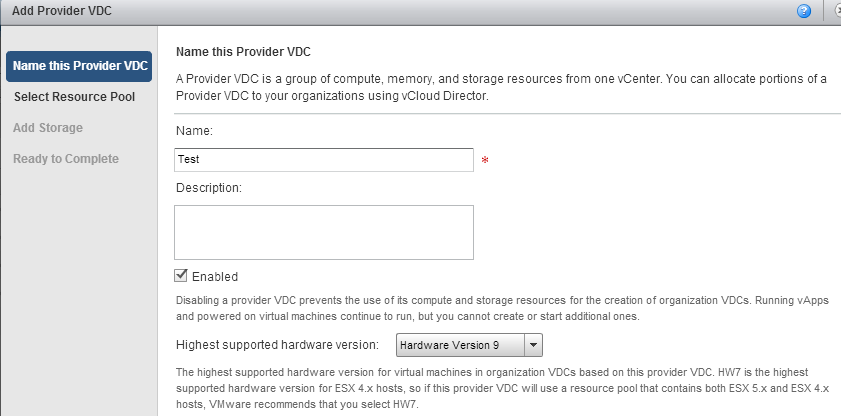 Add Provider VDC
?
Name this Provider VDC
Select Resource Pool
Add Storage
Ready to Complete
Name this Provider VDC
A Provider VDC is a group of compute, memory, and storage resources from one vCenter. You can allocate portions of a
Provider VDC to your organizations using vCloud Director.
Name:
Test
*
Description:
Enabled
Disabling a provider VDC prevents the use of its compute and storage resources for the creation of organization VDCs. Running vApps
and powered on virtual machines continue to run, but you cannot create or start additional ones.
Highest supported hardware version: Hardware Version 9
The highest supported hardware version for virtual machines in organization VDCs based on this provider VDC. HW7 is the highest
supported hardware version for ESX 4.x hosts, so if this provider VDC will use a resource pool that contains both ESX 5.x and ESX 4.x
hosts, VMware recommends that you select HW7.